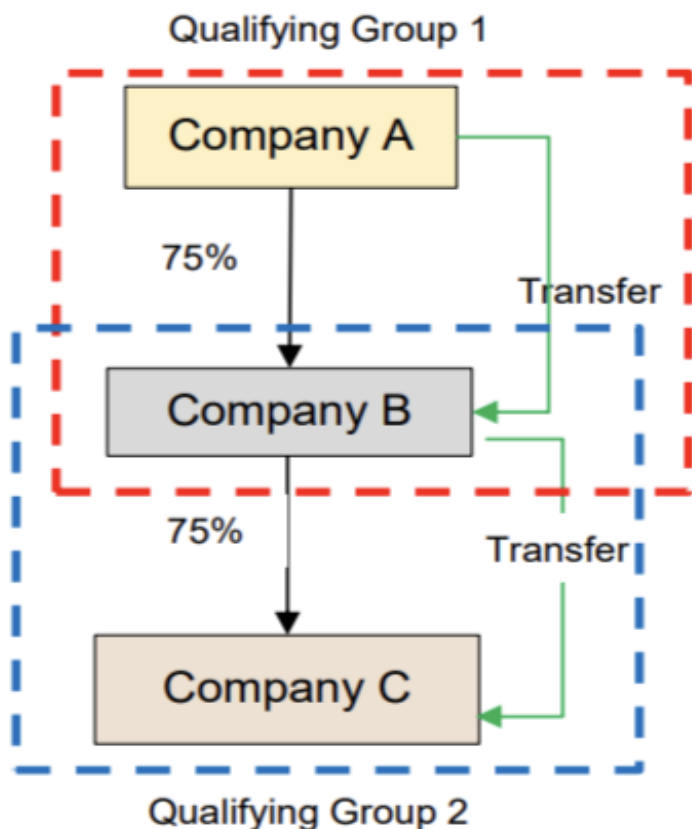 Qualifying Group 1
Company A
75%
Transfer
Company B
75%
Transfer
Company C
Qualifying Group 2